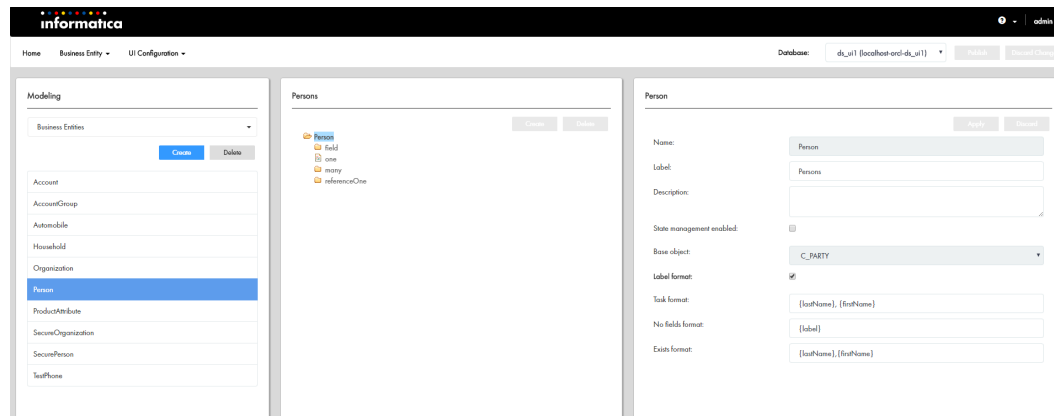 informatica
admin
Home Business Entity UI Configuration Database: ds_ui1 (localhost-orcl-ds_ui1) Publish Discard Chang
Modeling
Business Entities
Create Delete
Account
AccountGroup
Automobile
Household
Organization
Person
ProductAttribute
SecureOrganization
SecurePerson
TestPhone
Persons
Create Delete
Person
field
one
many
referenceOne
Person
Apply Discard
Name: Person
Label: Persons
Description:
State management enabled:
Base object: C_PARTY
Label format:
Task format: {lastName}, {firstName}
No fields format: {label}
Exists format: {lastName},{firstName}